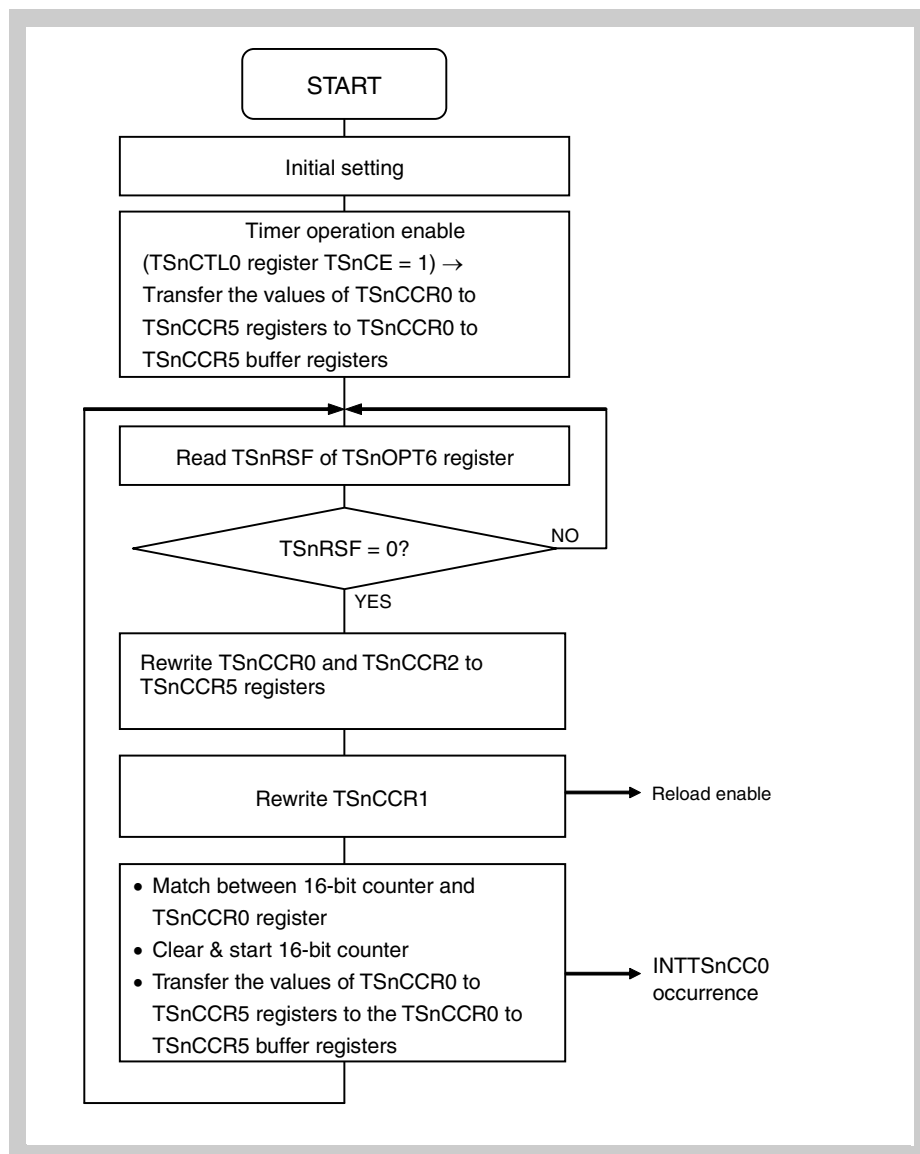 START
Initial setting
Timer operation enable
(TSnCTL0 register TSnCE = 1) →
Transfer the values of TSnCCR0 to
TSnCCR5 registers to TSnCCR0 to
TSnCCR5 buffer registers
Read TSnRSF of TSnOPT6 register
TSnRSF = 0?
NO
YES
Rewrite TSnCCR0 and TSnCCR2 to
TSnCCR5 registers
Rewrite TSnCCR1
Reload enable
• Match between 16-bit counter and
TSnCCR0 register
• Clear & start 16-bit counter
• Transfer the values of TSnCCR0 to
TSnCCR5 registers to the TSnCCR0 to
TSnCCR5 buffer registers
INTTSnCC0
occurrence